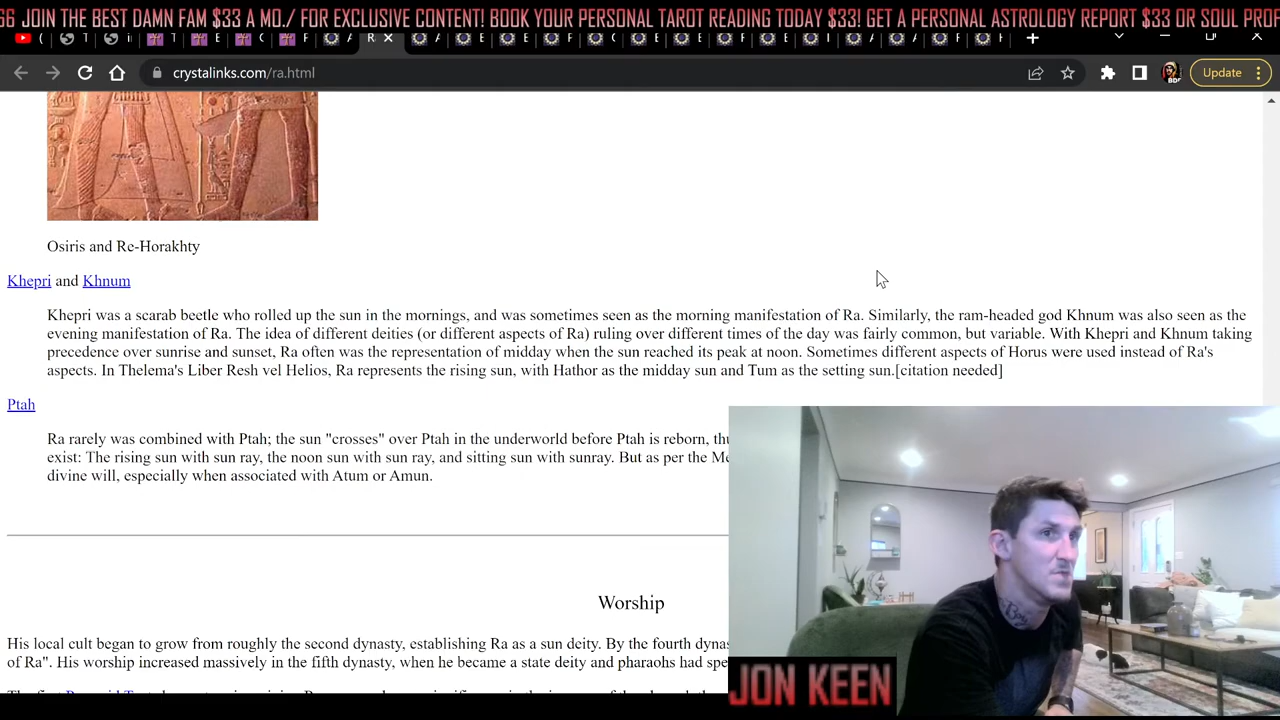 66 JOIN THE BEST DAMN FAM $33 A MO./ FOR EXCLUSIVE CONTENT! BOOK YOUR PERSONAL TAROT READING TODAY $33! GET A PERSONAL ASTROLOGY REPORT $33 OR SOUL PRO
crystalinks.com/ra.html
Update
Osiris and Re-Horakhty
Khepri and Khnum
Khepri was a scarab beetle who rolled up the sun in the mornings, and was sometimes seen as the morning manifestation of Ra. Similarly, the ram-headed god Khnum was also seen as the
evening manifestation of Ra. The idea of different deities (or different aspects of Ra) ruling over different times of the day was fairly common, but variable. With Khepri and Khnum taking
precedence over sunrise and sunset, Ra often was the representation of midday when the sun reached its peak at noon. Sometimes different aspects of Horus were used instead of Ra's
aspects. In Thelema's Liber Resh vel Helios, Ra represents the rising sun, with Hathor as the midday sun and Tum as the setting sun.[citation needed]
Ptah
Ra rarely was combined with Ptah; the sun "crosses" over Ptah in the underworld before Ptah is reborn, thu
exist: The rising sun with sun ray, the noon sun with sun ray, and sitting sun with sunray. But as per the Me
divine will, especially when associated with Atum or Amun.
Worship
His local cult began to grow from roughly the second dynasty, establishing Ra as a sun deity. By the fourth dynas
of Ra". His worship increased massively in the fifth dynasty, when he became a state deity and pharaohs had spe
JON KEEN